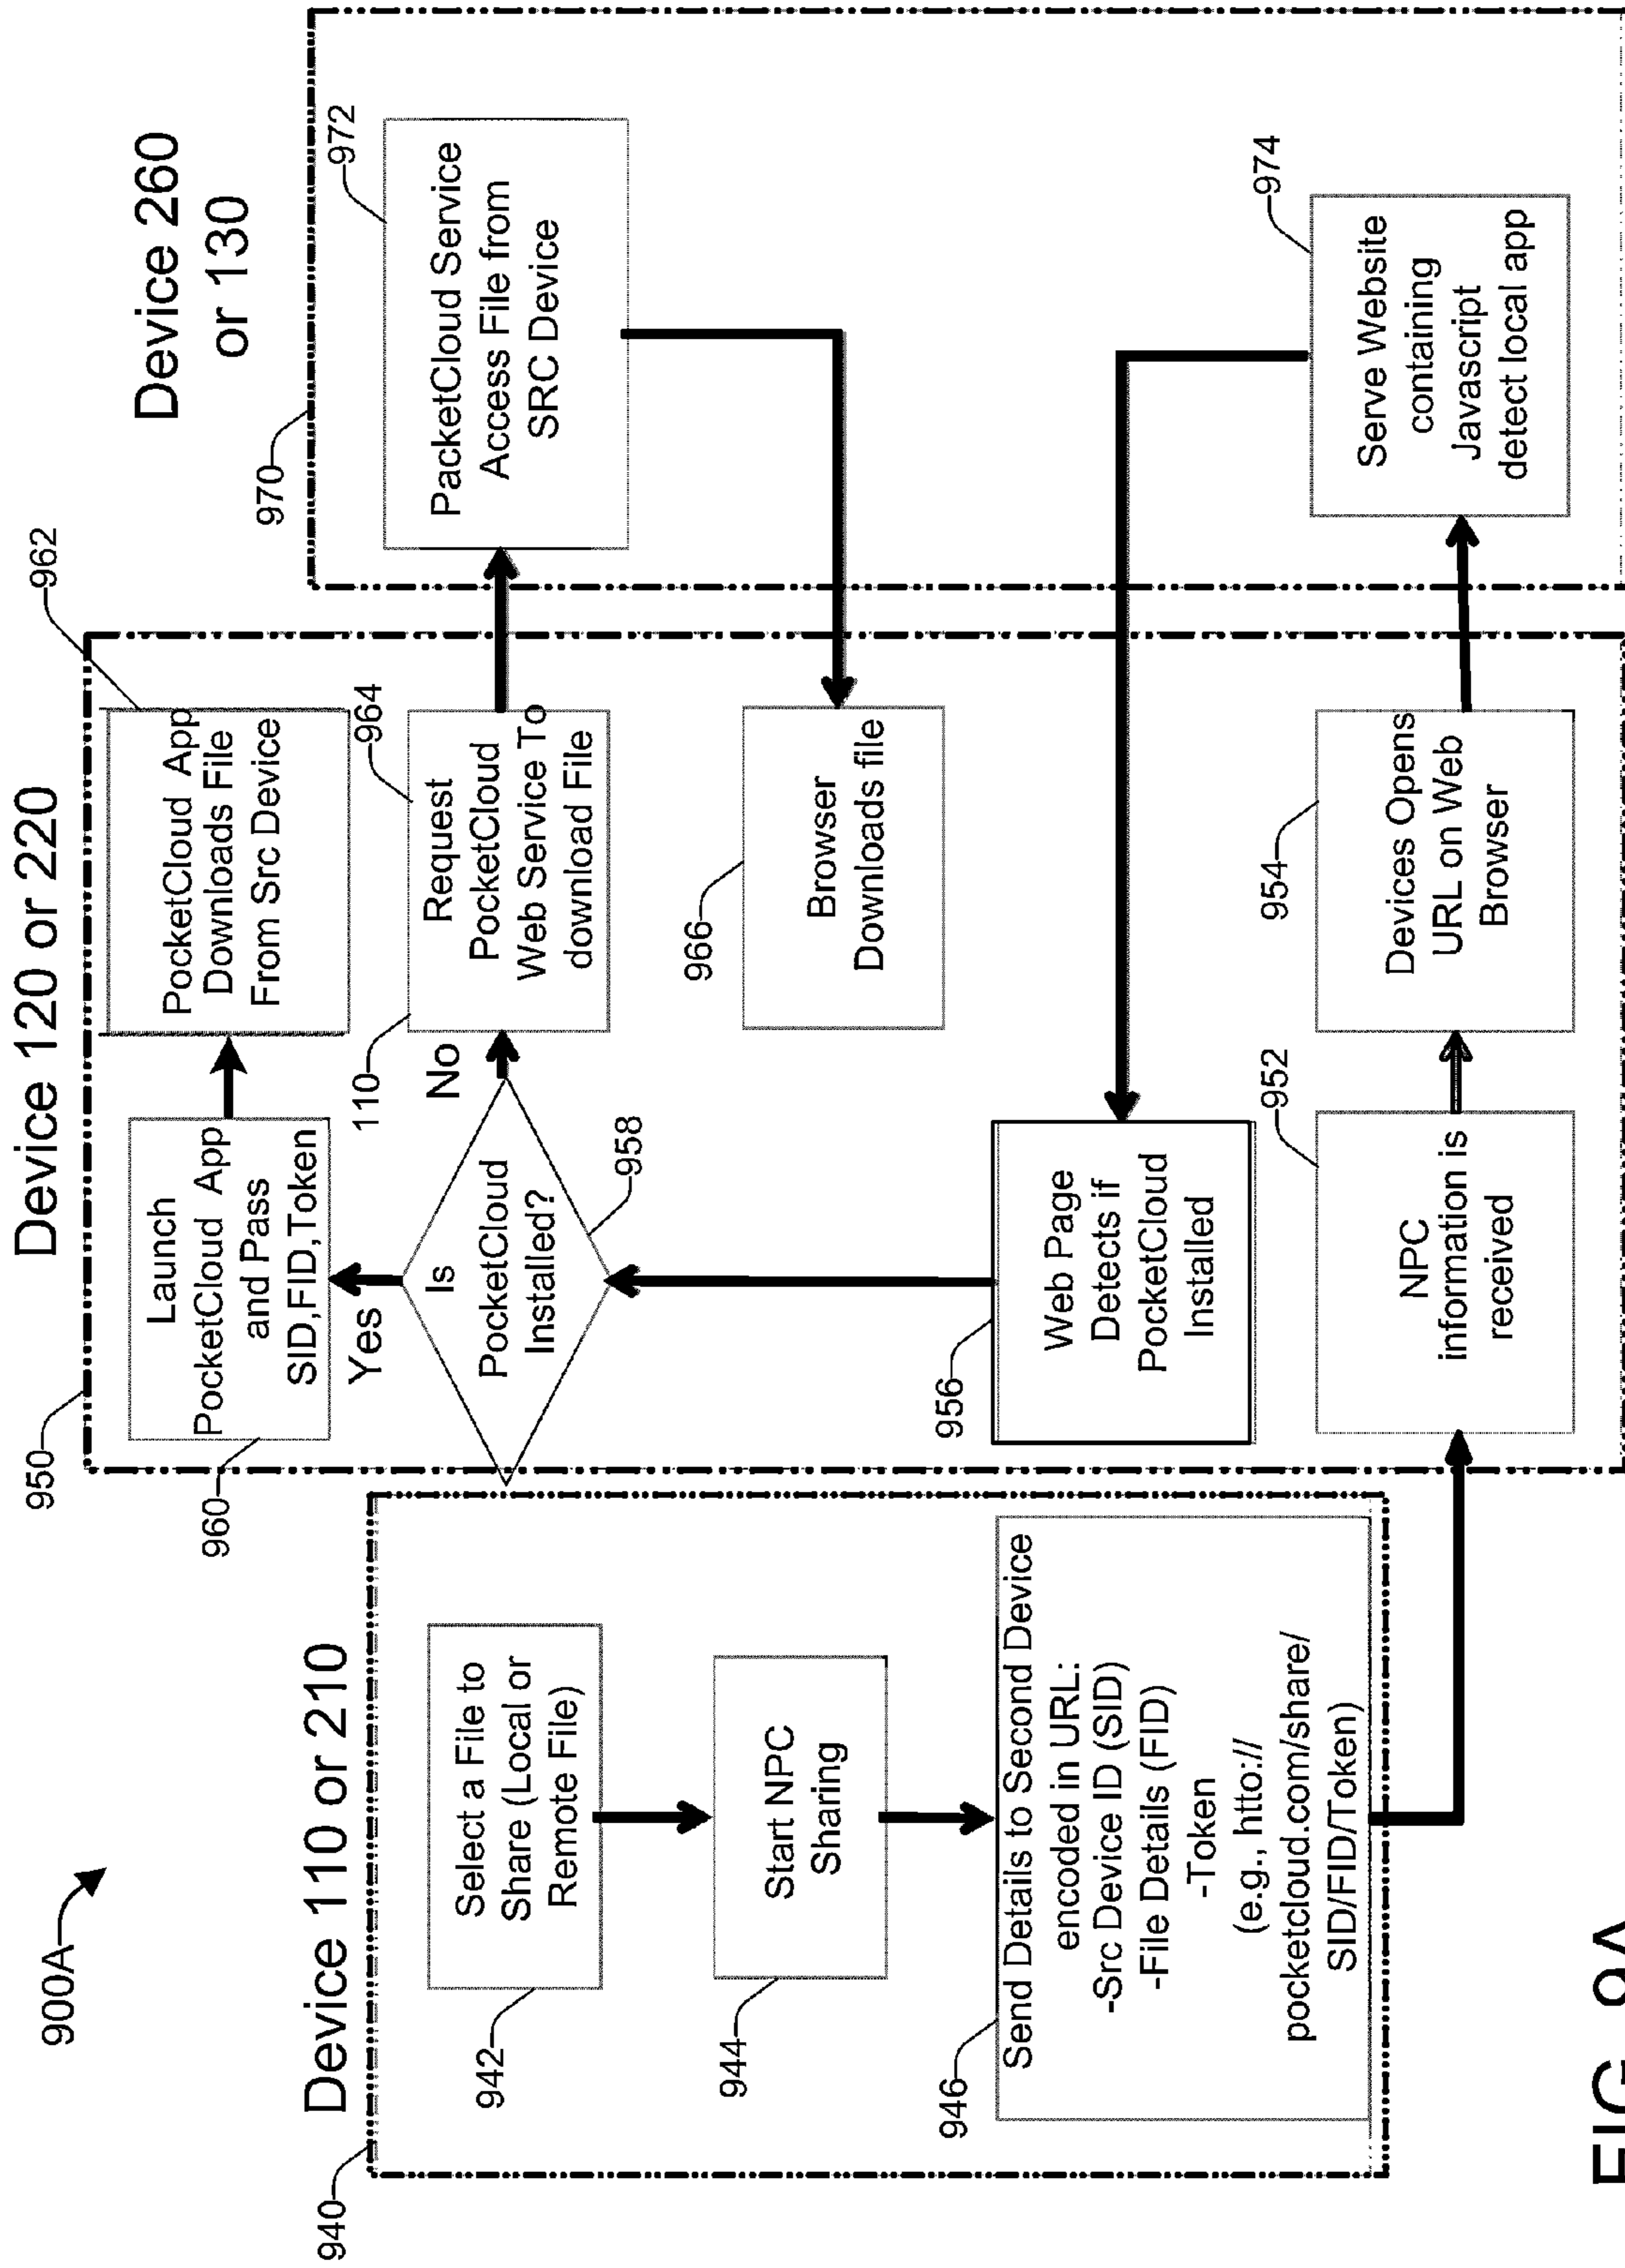 900A
Device 110 or 210
940
942
Select a File to
Share (Local or
Remote File)
944
Start NPC
Sharing
946
Send Details to Second Device
encoded in URL:
-Src Device ID (SID)
-File Details (FID)
-Token
(e.g., htto://
pocketcloud.com/share/
SID/FID/Token)
Device 120 or 220
950
960
Launch
PocketCloud App
and Pass
SID,FID,Token
Yes
962
PocketCloud App
Downloads File
From Src Device
Is
PocketCloud
Installed?
958
No
110
964
Request
PocketCloud
Web Service To
download File
966
Browser
Downloads file
956
Web Page
Detects if
PocketCloud
Installed
952
NPC
information is
received
954
Devices Opens
URL on Web
Browser
Device 260
or 130
970
972
PacketCloud Service
Access File from
SRC Device
974
Serve Website
containing
Javascript
detect local app
FIG. 9A